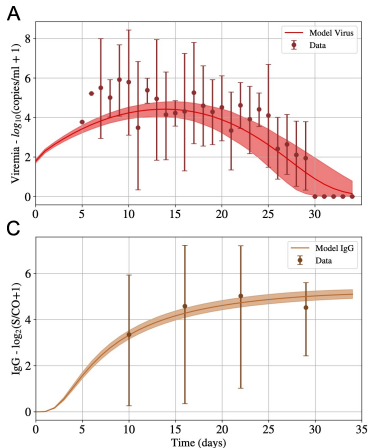 A
Viremia - log10(copies/ml + 1)
8
6
4
2
0
Model Virus
Data
0 5 10 15 20 25 30 35
C
IgG - log2(S/CO+1)
6
4
2
0
Model IgG
Data
0 5 10 15 20 25 30 35
Time (days)